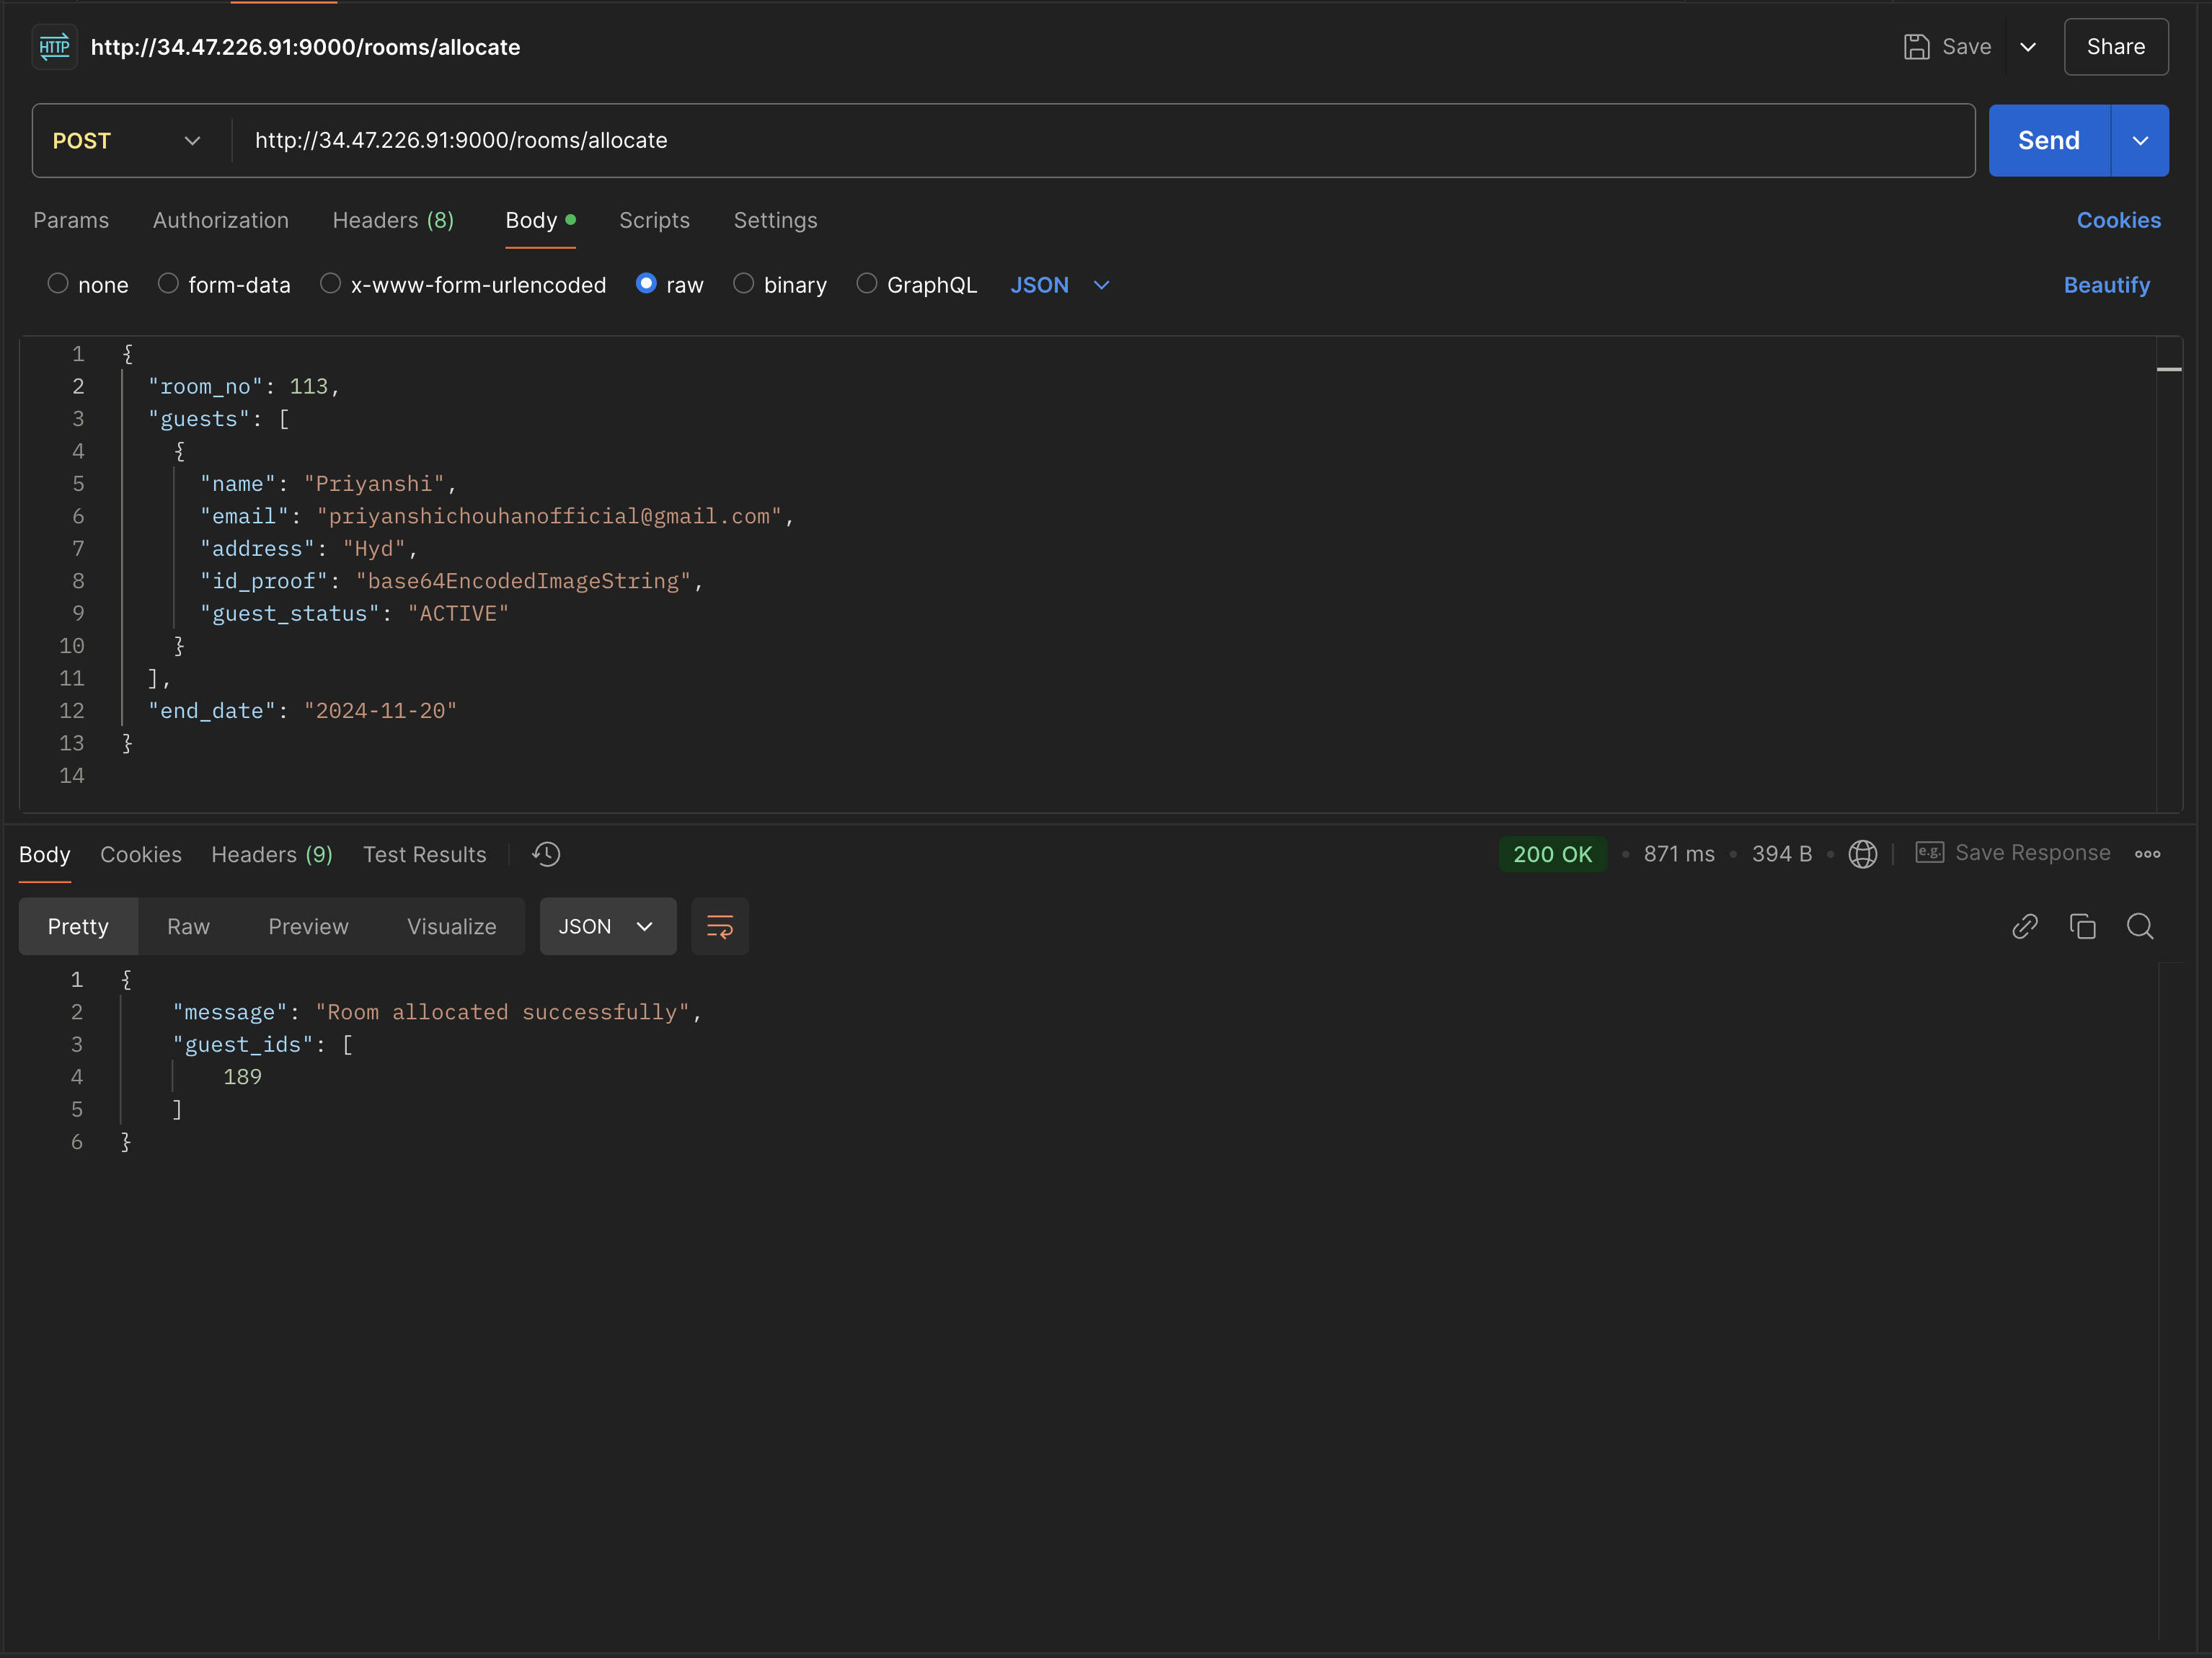 HTTP http://34.47.226.91:9000/rooms/allocate Save Share
POST http://34.47.226.91:9000/rooms/allocate Send
Params Authorization Headers (8) Body Scripts Settings Cookies
none form-data x-www-form-urlencoded raw binary GraphQL JSON Beautify
1 {
2 "room_no": 113,
3 "guests": [
4 {
5 "name": "Priyanshi",
6 "email": "priyanshichouhanofficial@gmail.com",
7 "address": "Hyd",
8 "id_proof": "base64EncodedImageString",
9 "guest_status": "ACTIVE"
10 }
11 ],
12 "end_date": "2024-11-20"
13 }
14
Body Cookies Headers (9) Test Results 200 OK • 871 ms • 394 B • e.g. Save Response
Pretty Raw Preview Visualize JSON
1 {
2 "message": "Room allocated successfully",
3 "guest_ids": [
4 189
5 ]
6 }